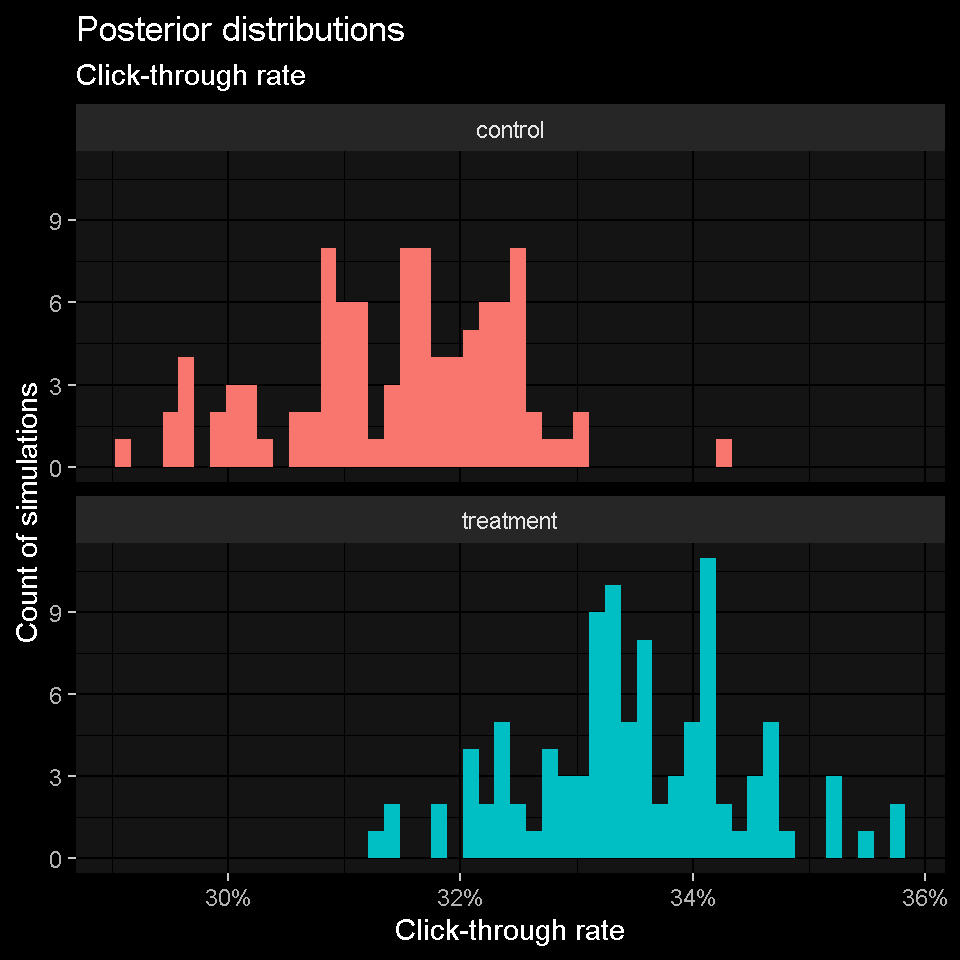 Posterior distributions
Click-through rate
control
9
6
3
0
Count of simulations
treatment
9
6
3
0
30%
32%
34%
36%
Click-through rate